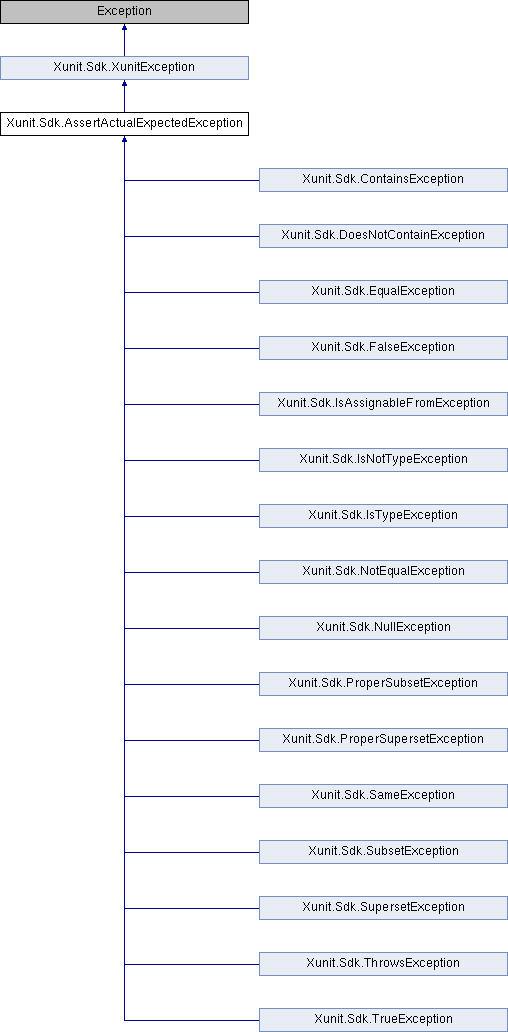 Exception
Xunit.Sdk.XunitException
Xunit.Sdk.AssertActualExpectedException
Xunit.Sdk.ContainsException
Xunit.Sdk.DoesNotContainException
Xunit.Sdk.EqualException
Xunit.Sdk.FalseException
Xunit.Sdk.IsAssignableFromException
Xunit.Sdk.IsNotTypeException
Xunit.Sdk.IsTypeException
Xunit.Sdk.NotEqualException
Xunit.Sdk.NullException
Xunit.Sdk.ProperSubsetException
Xunit.Sdk.ProperSupersetException
Xunit.Sdk.SameException
Xunit.Sdk.SubsetException
Xunit.Sdk.SupersetException
Xunit.Sdk.ThrowsException
Xunit.Sdk.TrueException